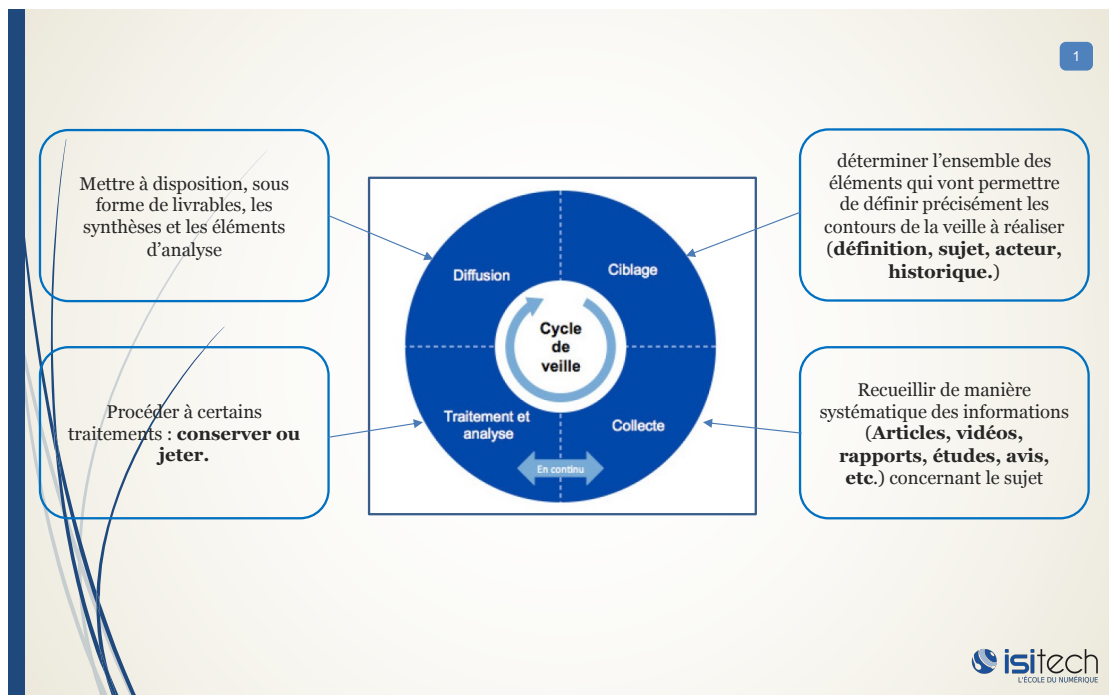 1
Mettre à disposition, sous
forme de livrables, les
synthèses et les éléments
d’analyse
déterminer l’ensemble des
éléments qui vont permettre
de définir précisément les
contours de la veille à réaliser
(définition, sujet, acteur,
historique.)
Diffusion
Ciblage
Cycle
de
veille
Traitement et
analyse
Collecte
En continu
Procéder à certains
traitements : conserver ou
jeter.
Recueillir de manière
systématique des informations
(Articles, vidéos,
rapports, études, avis,
etc.) concernant le sujet
isitech
L'ÉCOLE DU NUMÉRIQUE